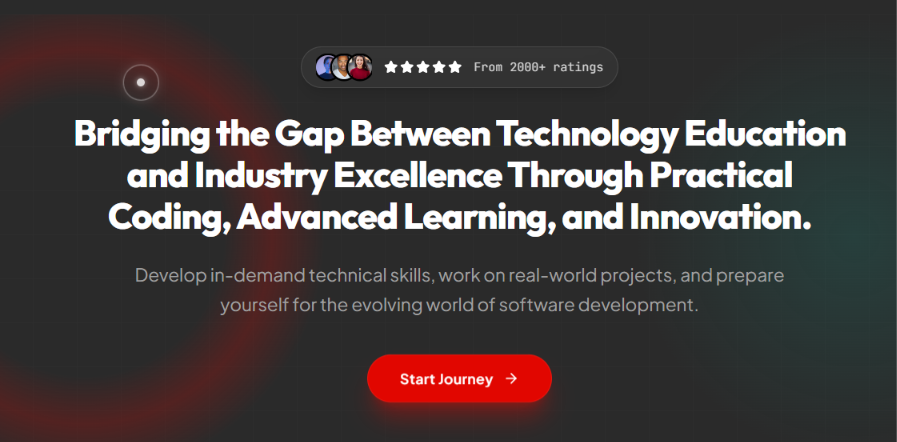 From 2000+ ratings
Bridging the Gap Between Technology Education
and Industry Excellence Through Practical
Coding, Advanced Learning, and Innovation.
Develop in-demand technical skills, work on real-world projects, and prepare
yourself for the evolving world of software development.
Start Journey